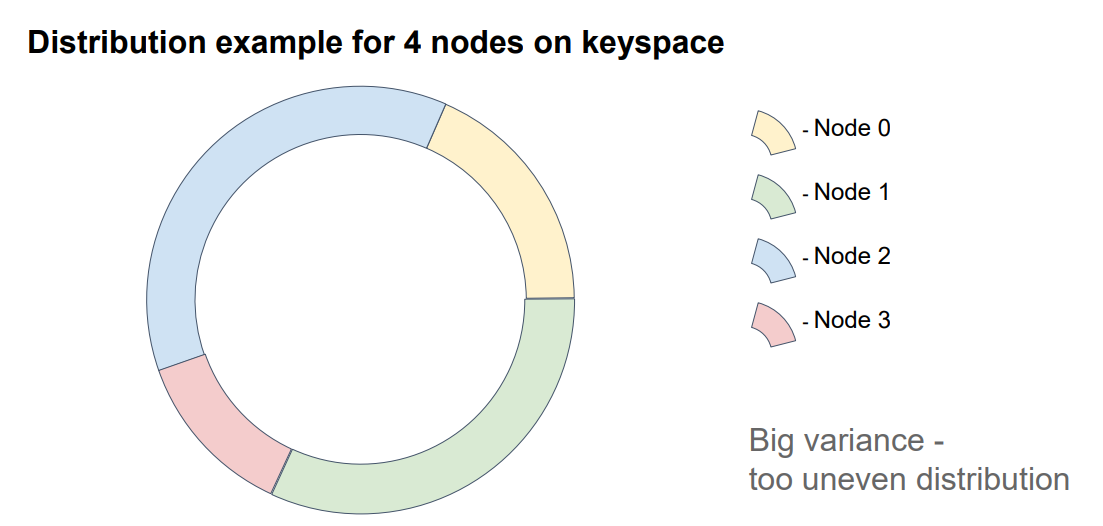 Distribution example for 4 nodes on keyspace
- Node 0
- Node 1
- Node 2
- Node 3
Big variance -
too uneven distribution